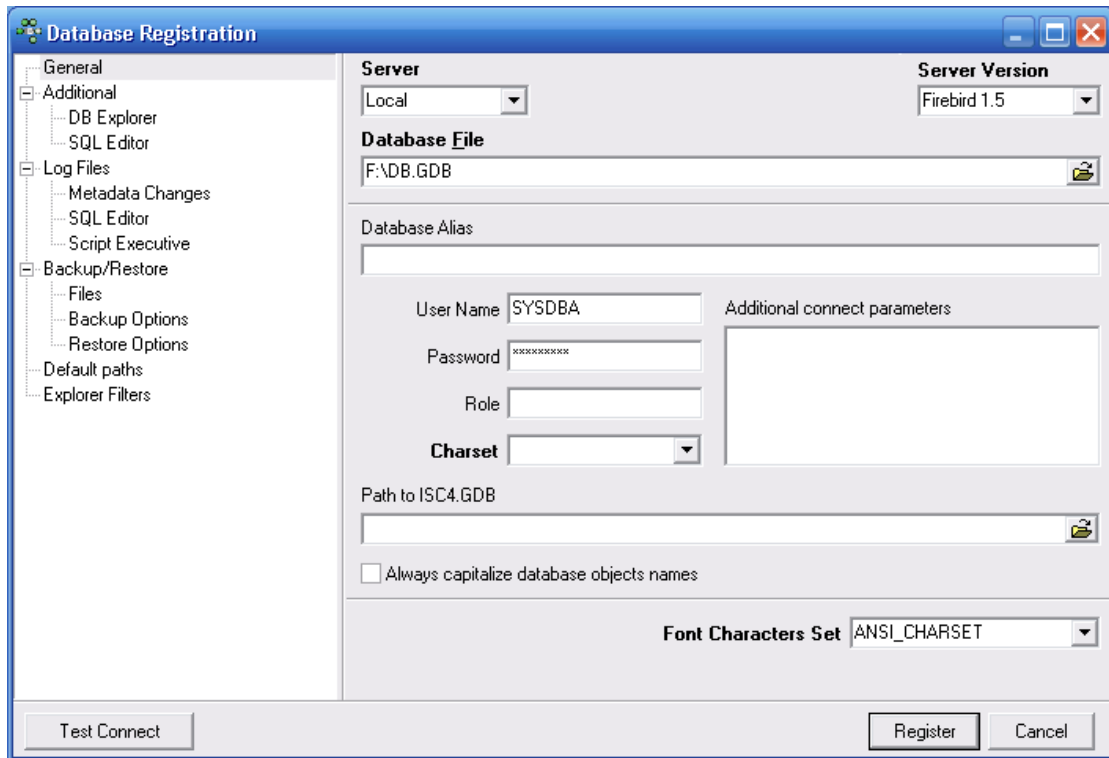 Database Registration
General
Additional
DB Explorer
SQL Editor
Log Files
Metadata Changes
SQL Editor
Script Executive
Backup/Restore
Files
Backup Options
Restore Options
Default paths
Explorer Filters
Server
Server Version
Local
Firebird 1.5
Database File
F:\DB.GDB
Database Alias
User Name SYSDBA
Additional connect parameters
Password xxxxxxxxx
Role
Charset
Path to ISC4.GDB
Always capitalize database objects names
Font Characters Set ANSI_CHARSET
Test Connect
Register
Cancel